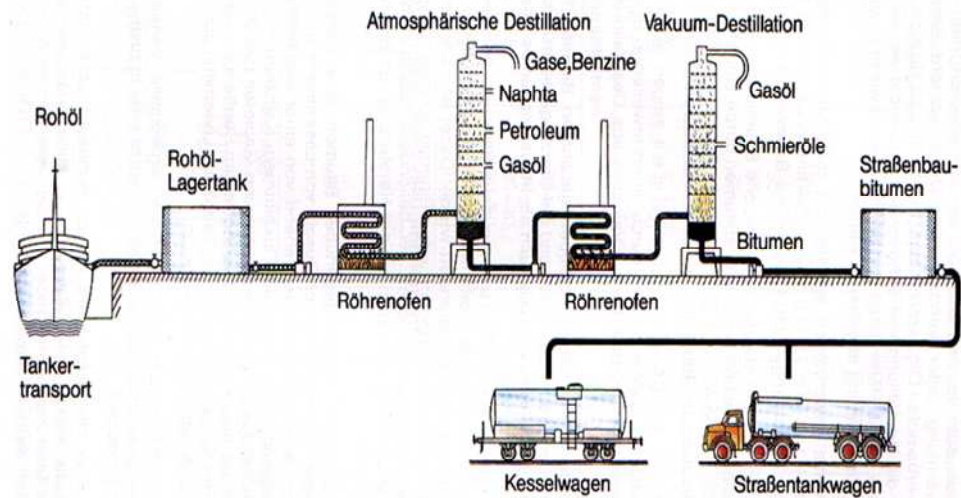 Atmosphärische Destillation
Vakuum-Destillation
Gase,Benzine
Naphta
Petroleum
Gasöl
Gasöl
Schmieröle
Rohöl
Rohöl-
Lagertank
Straßenbau-
bitumen
Bitumen
Röhrenofen
Röhrenofen
Tanker-
transport
Kesselwagen
Straßentankwagen